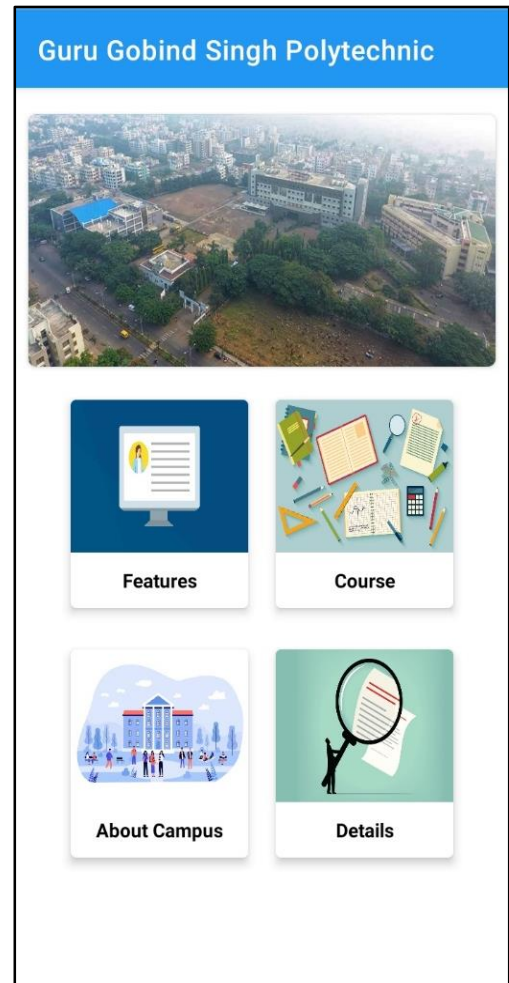 Guru Gobind Singh Polytechnic
Features
Course
About Campus
Details